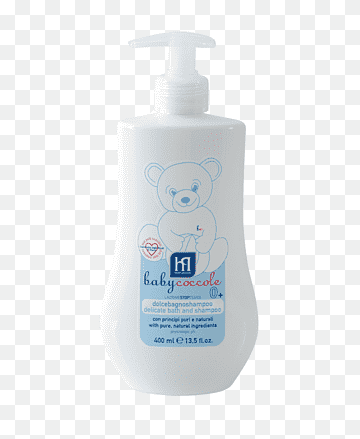 babycoccole
0+
LACRIMESTOPTEARS
dolcebagnoshampoo
delicate bath and shampoo
con principi puri e naturali
with pure, natural ingredients
400 ml e 13,5 fl.oz.